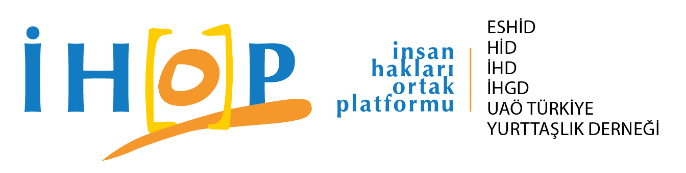 İHOP
insan
hakları
ortak
platformu
ESHİD
HİD
İHD
İHGD
UAÖ TÜRKİYE
YURTTAŞLIK DERNEĞİ